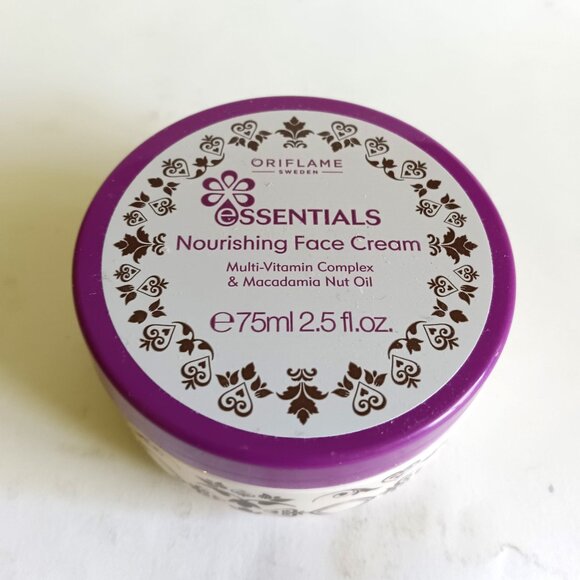 ORIFLAME
SWEDEN
eSSENTIALS
Nourishing Face Cream
Multi-Vitamin Complex
& Macadamia Nut Oil
℮75ml 2.5 fl.oz.